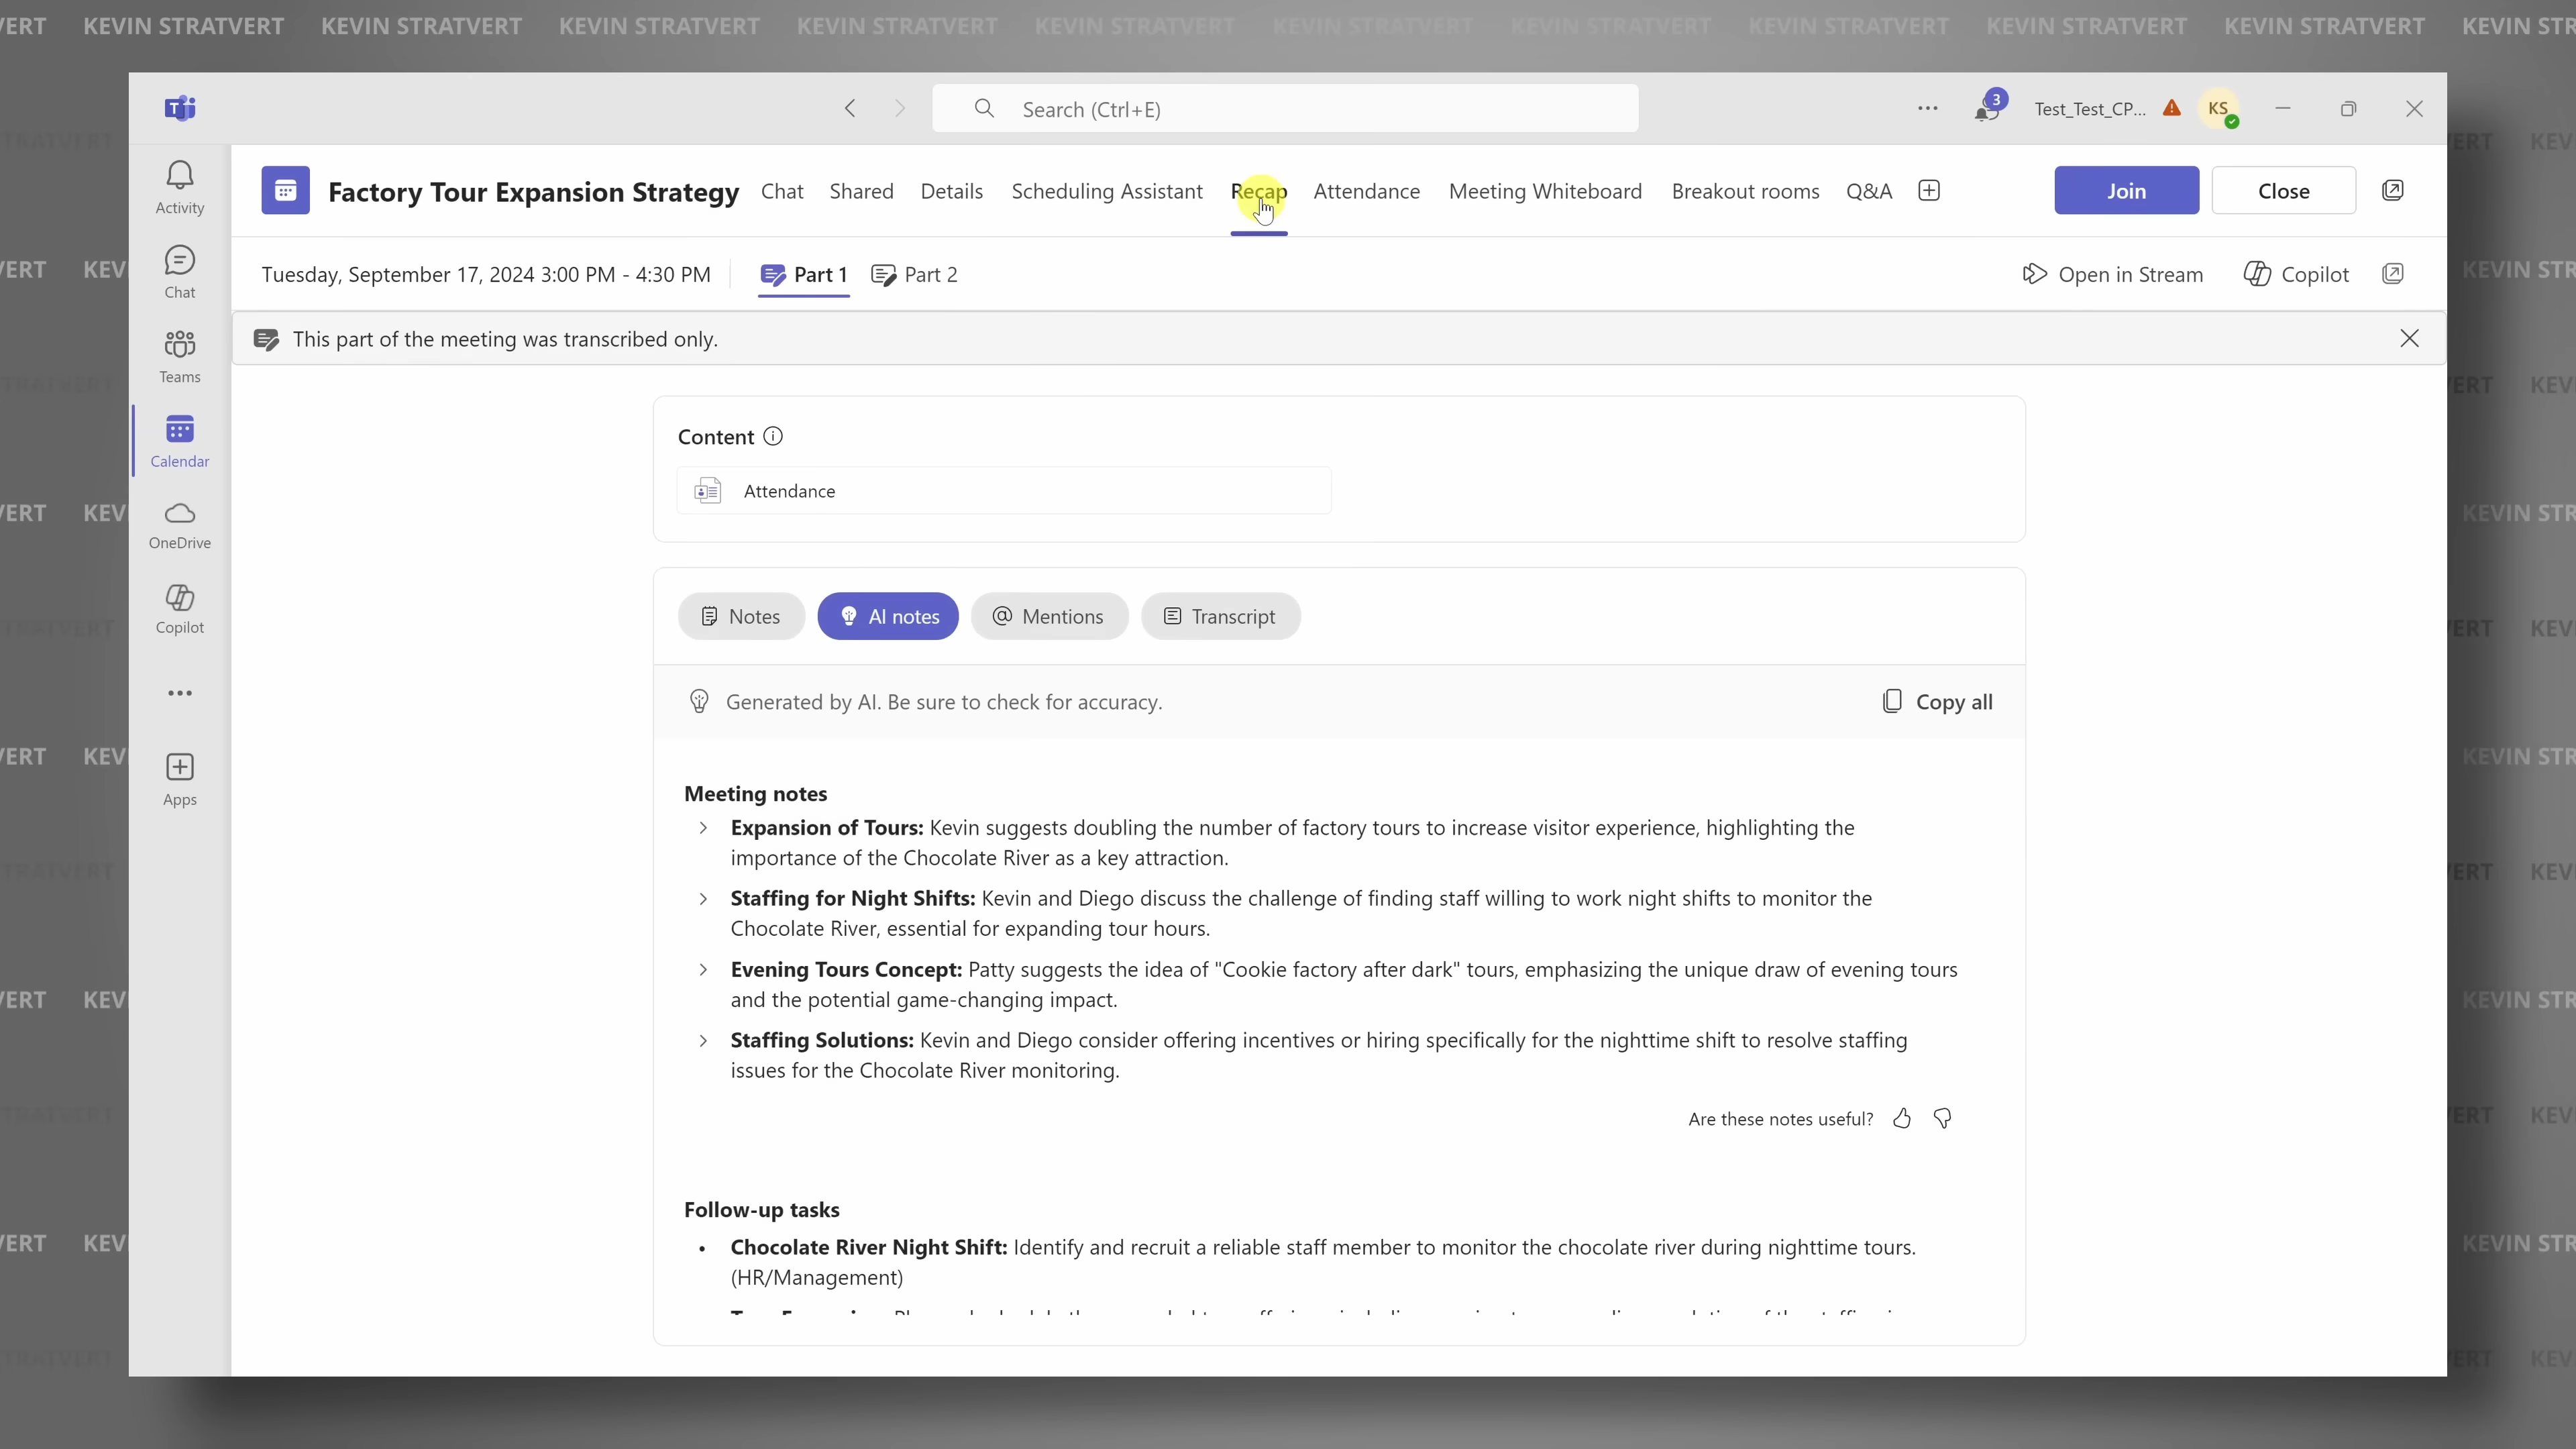 KEVIN STRATVERT KEVIN STRATVERT KEVIN STRATVERT KEVIN STRATVERT KEVIN STRATVERT KEVIN STRATVERT KEVIN STRATVERT KEVIN STRATVERT KEVIN STRATVERT KEVIN STRATVERT
Search (Ctrl+E)
3
Test_Test_CP...
KS
Activity
Chat
Teams
Calendar
OneDrive
Copilot
Apps
Factory Tour Expansion Strategy Chat Shared Details Scheduling Assistant Recap Attendance Meeting Whiteboard Breakout rooms Q&A Join Close
Tuesday, September 17, 2024 3:00 PM - 4:30 PM Part 1 Part 2 Open in Stream Copilot
This part of the meeting was transcribed only.
Content
Attendance
Notes AI notes Mentions Transcript
Generated by AI. Be sure to check for accuracy. Copy all
Meeting notes
Expansion of Tours: Kevin suggests doubling the number of factory tours to increase visitor experience, highlighting the
importance of the Chocolate River as a key attraction.
Staffing for Night Shifts: Kevin and Diego discuss the challenge of finding staff willing to work night shifts to monitor the
Chocolate River, essential for expanding tour hours.
Evening Tours Concept: Patty suggests the idea of "Cookie factory after dark" tours, emphasizing the unique draw of evening tours
and the potential game-changing impact.
Staffing Solutions: Kevin and Diego consider offering incentives or hiring specifically for the nighttime shift to resolve staffing
issues for the Chocolate River monitoring.
Are these notes useful?
Follow-up tasks
• Chocolate River Night Shift: Identify and recruit a reliable staff member to monitor the chocolate river during nighttime tours.
(HR/Management)